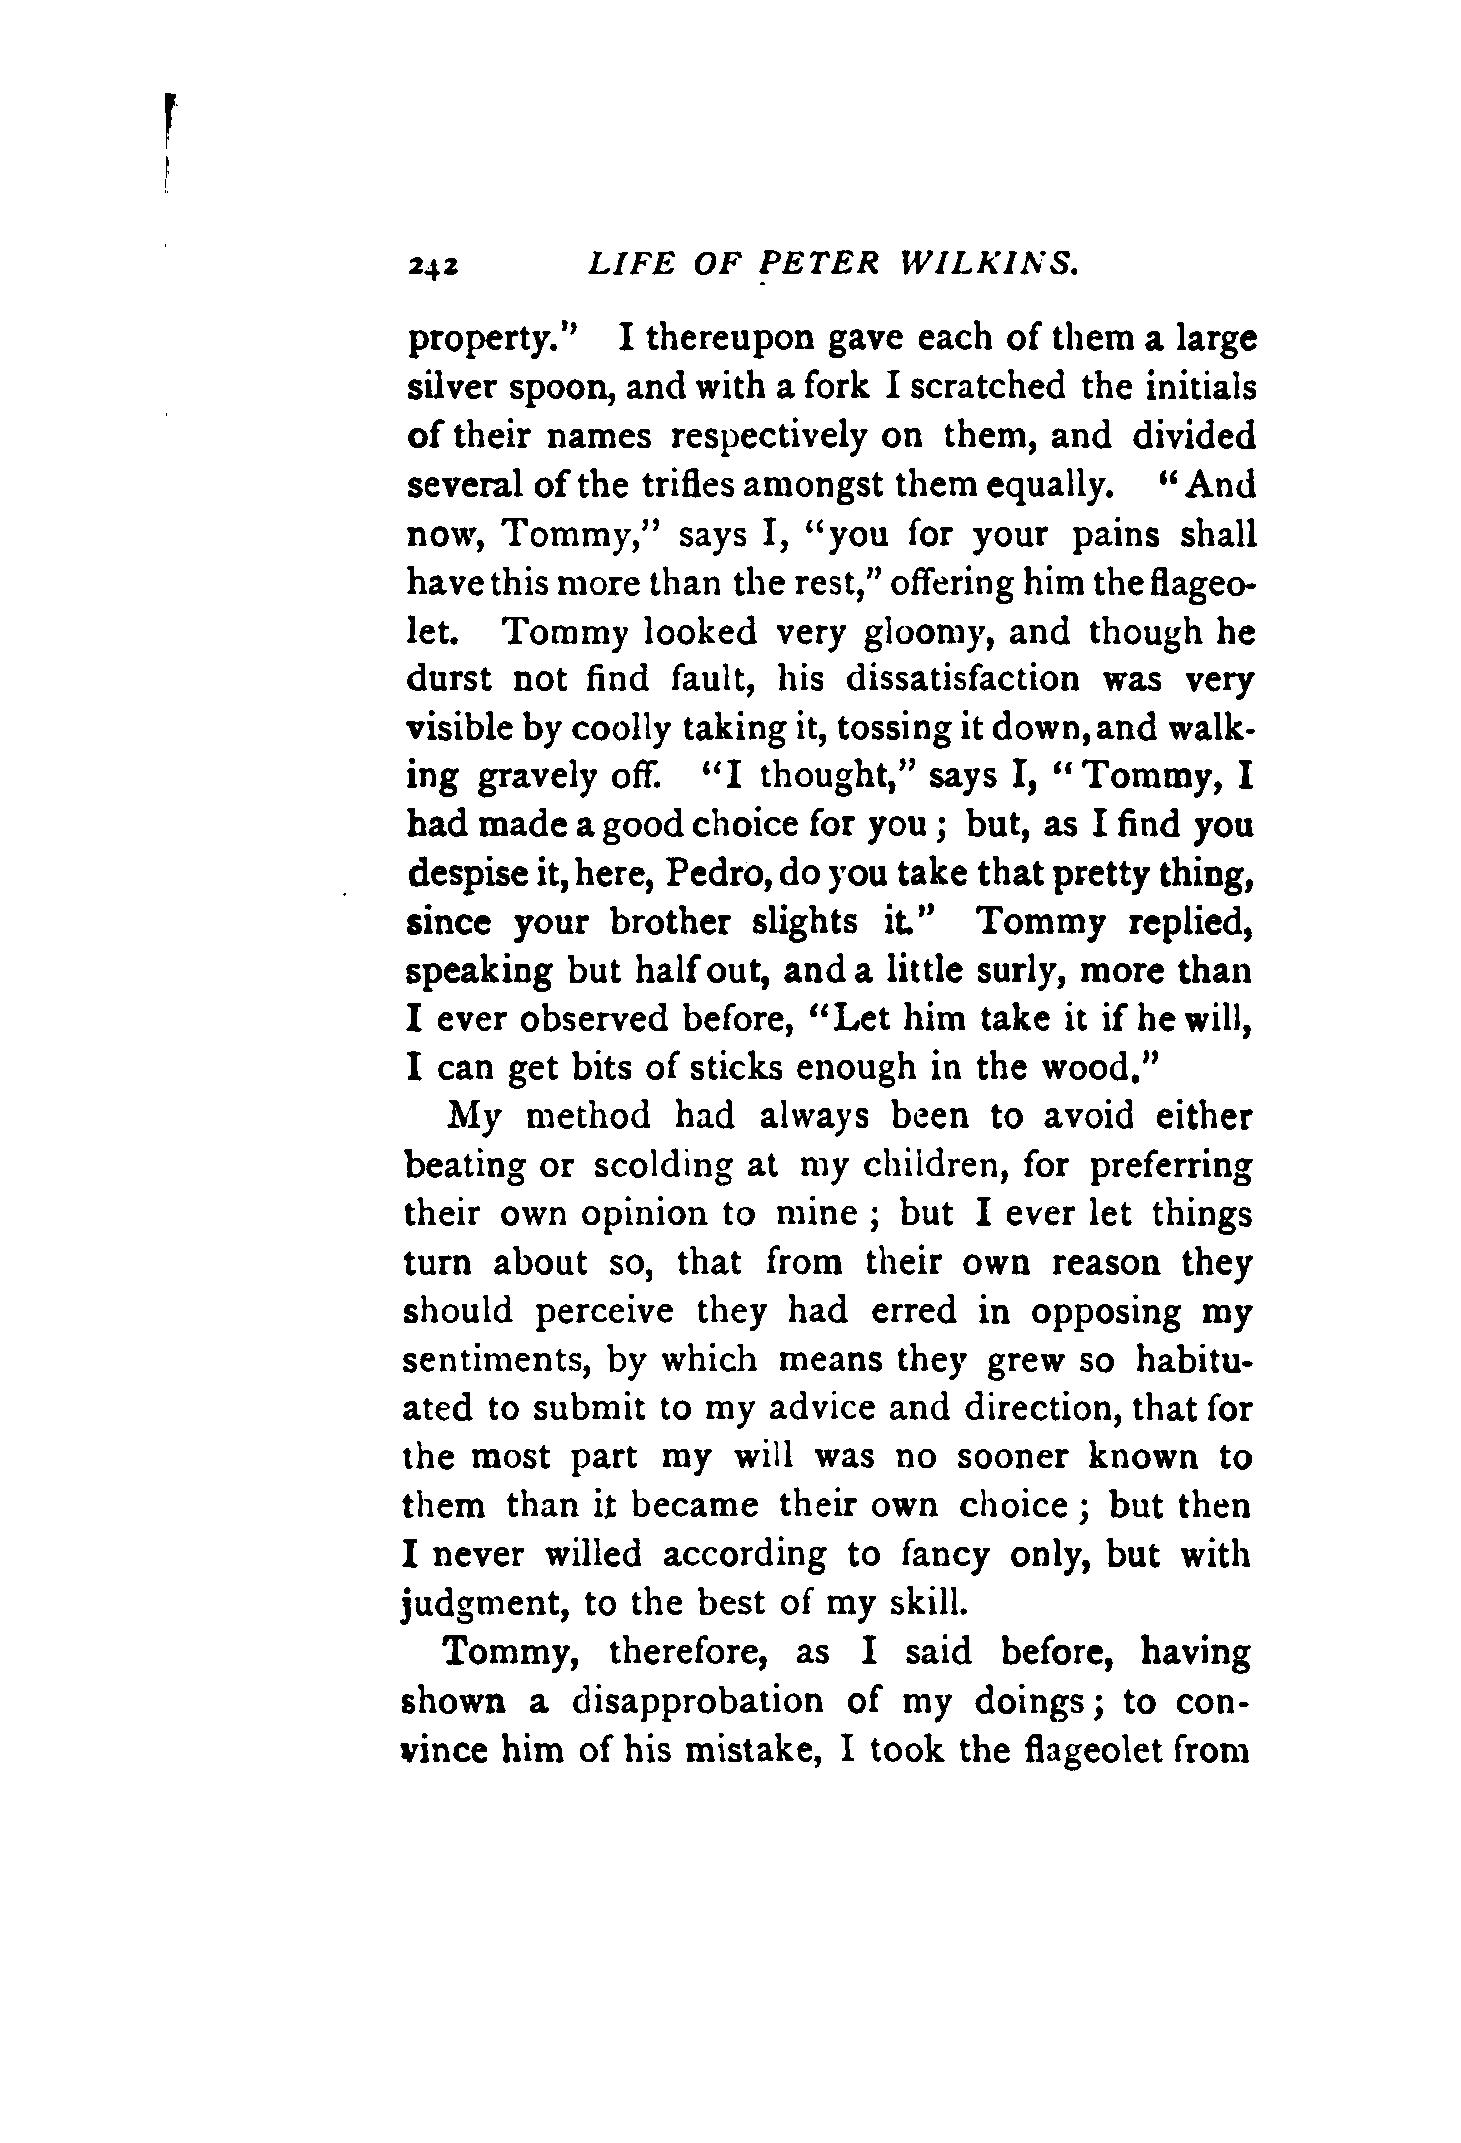 242 LIFE OF PETER WILKINS.
property." I thereupon gave each of them a large
silver spoon, and with a fork I scratched the initials
of their names respectively on them, and divided
several of the trifles amongst them equally. "And
now, Tommy," says I, "you for your pains shall
have this more than the rest," offering him the flageo-
let. Tommy looked very gloomy, and though he
durst not find fault, his dissatisfaction was very
visible by coolly taking it, tossing it down, and walk-
ing gravely off. "I thought," says I, "Tommy, I
had made a good choice for you; but, as I find you
despise it, here, Pedro, do you take that pretty thing,
since your brother slights it." Tommy replied,
speaking but half out, and a little surly, more than
I ever observed before, "Let him take it if he will,
I can get bits of sticks enough in the wood."
My method had always been to avoid either
beating or scolding at my children, for preferring
their own opinion to mine; but I ever let things
turn about so, that from their own reason they
should perceive they had erred in opposing my
sentiments, by which means they grew so habitu-
ated to submit to my advice and direction, that for
the most part my will was no sooner known to
them than it became their own choice; but then
I never willed according to fancy only, but with
judgment, to the best of my skill.
Tommy, therefore, as I said before, having
shown a disapprobation of my doings; to con-
vince him of his mistake, I took the flageolet from